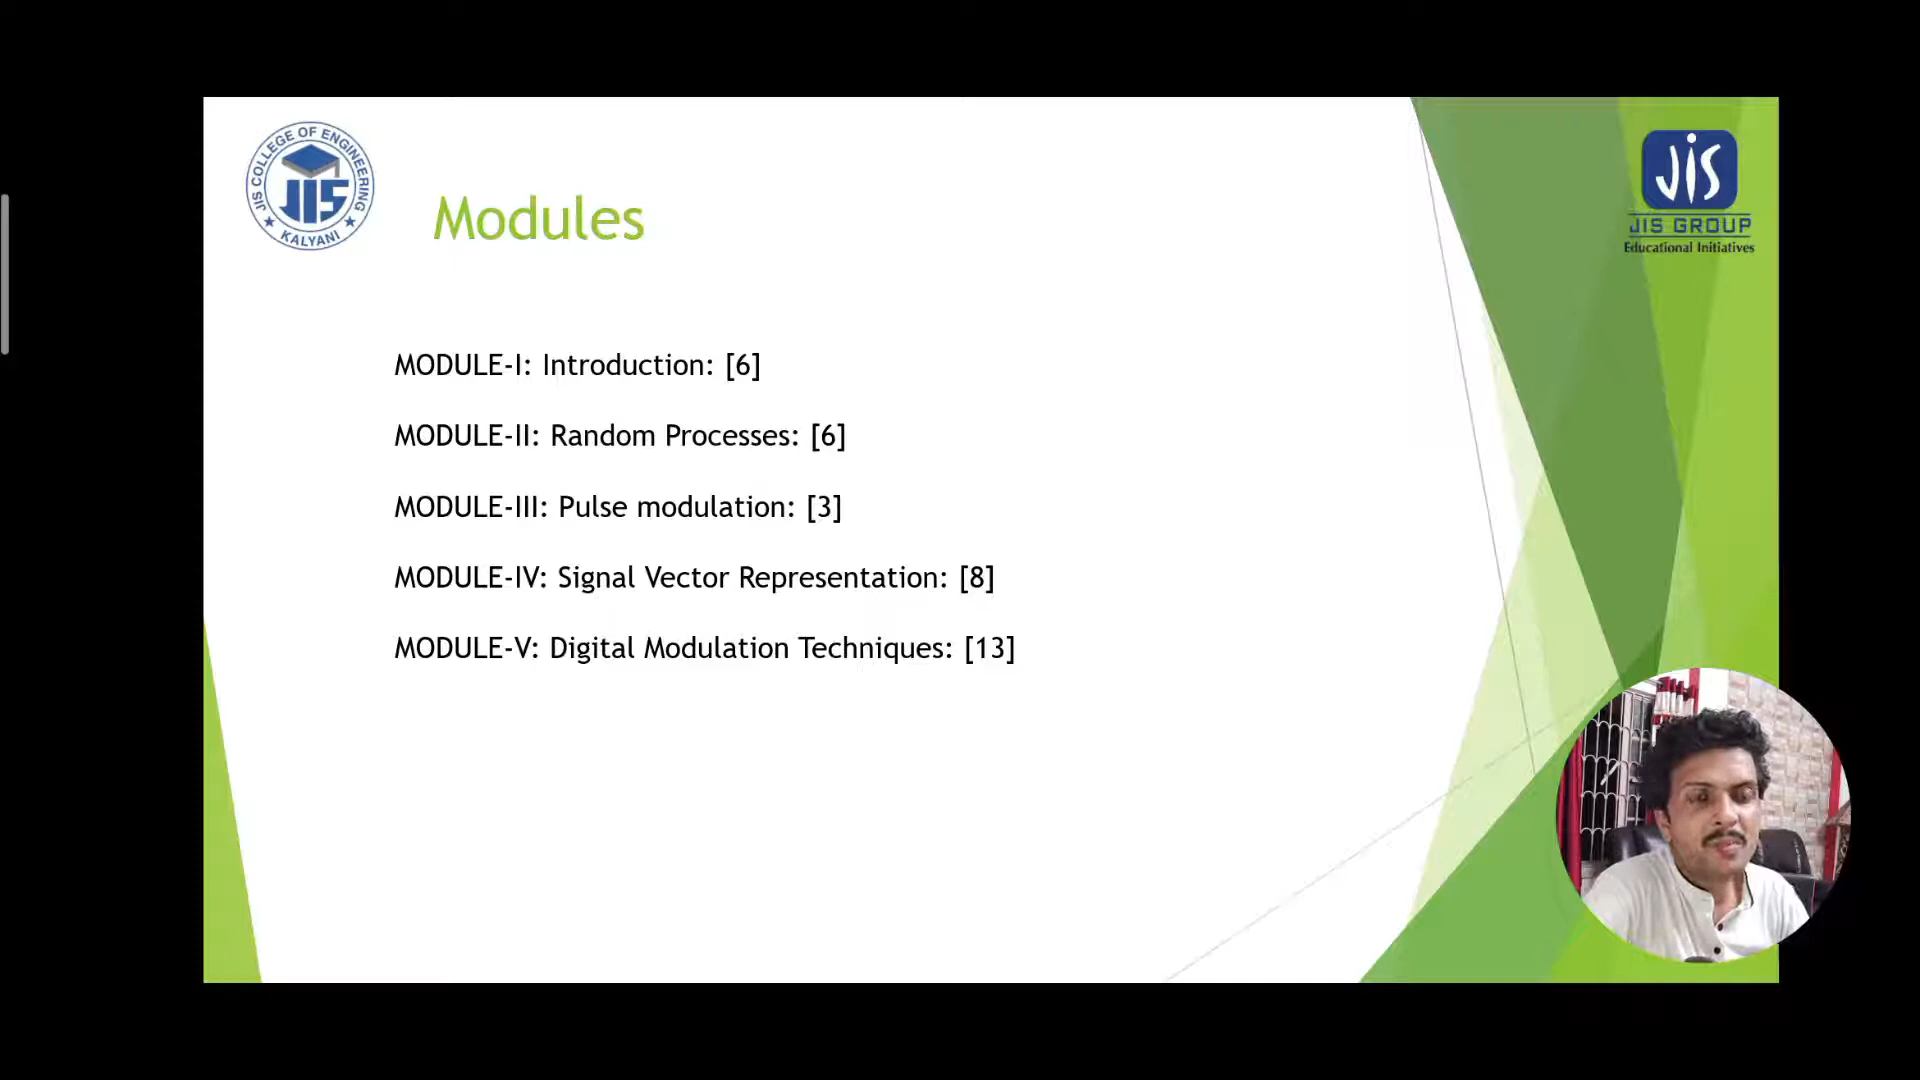 JIS COLLEGE OF ENGINEERING
JIS
KALYANI
Modules
JIS
JIS GROUP
Educational Initiatives
MODULE-I: Introduction: [6]
MODULE-II: Random Processes: [6]
MODULE-III: Pulse modulation: [3]
MODULE-IV: Signal Vector Representation: [8]
MODULE-V: Digital Modulation Techniques: [13]